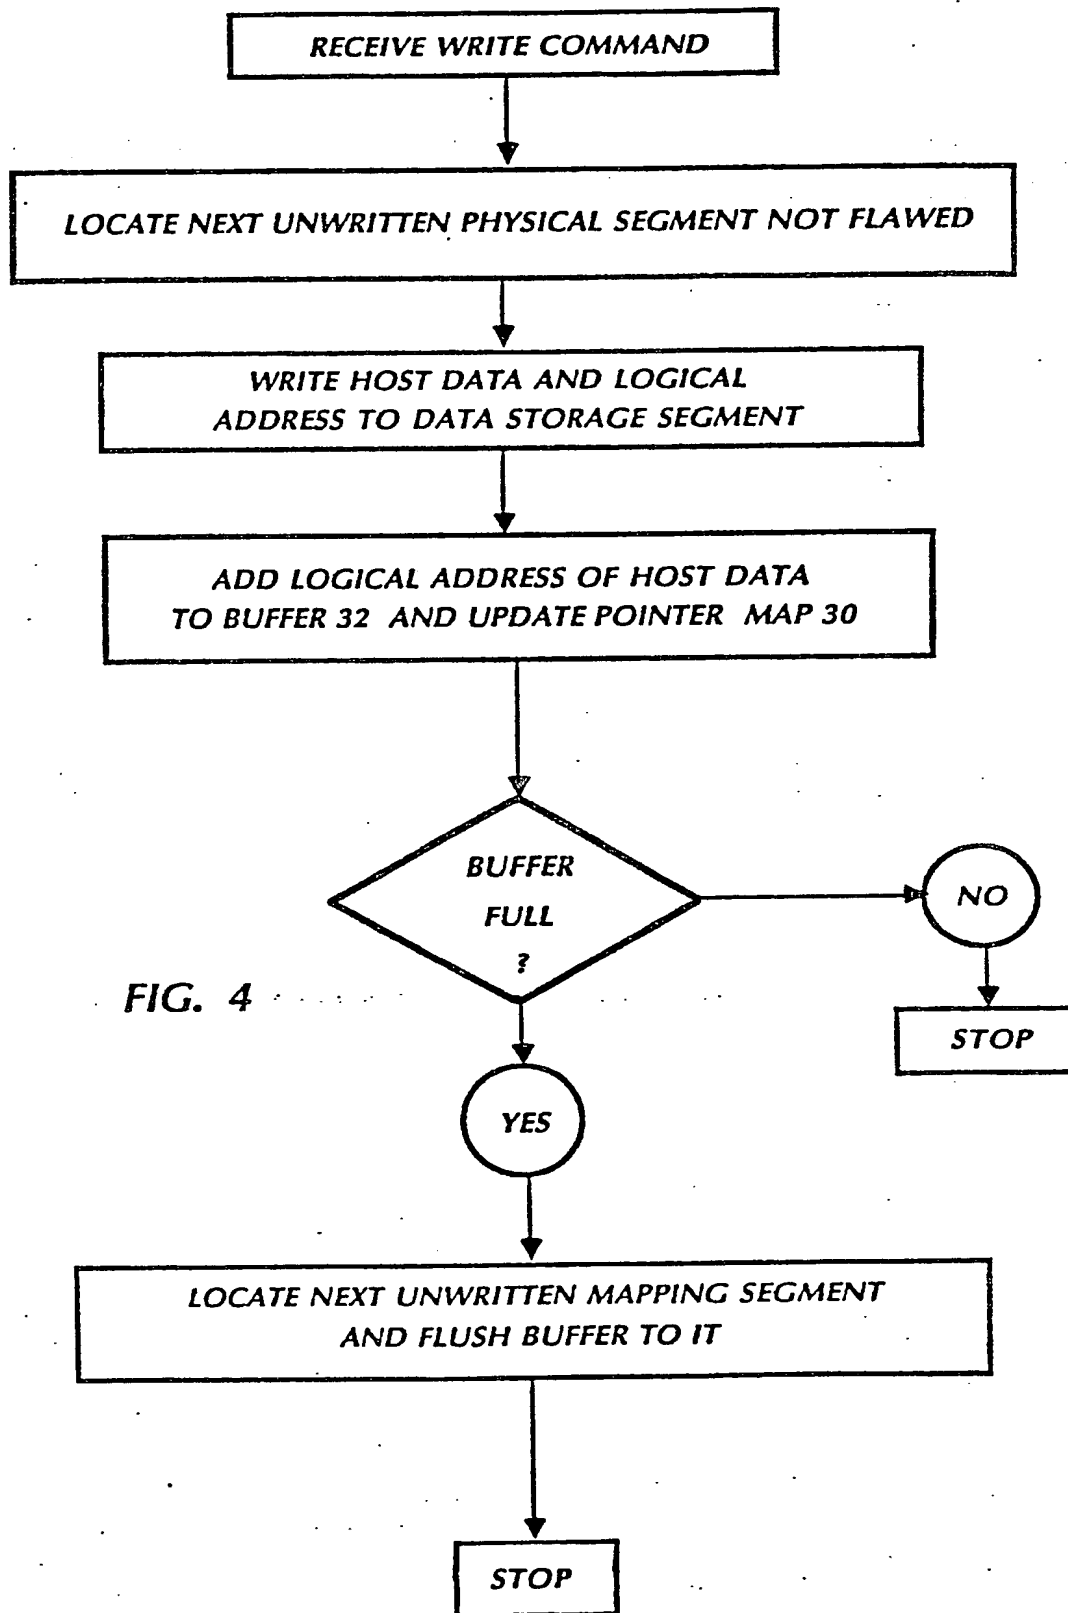 RECEIVE WRITE COMMAND
LOCATE NEXT UNWRITTEN PHYSICAL SEGMENT NOT FLAWED
WRITE HOST DATA AND LOGICAL
ADDRESS TO DATA STORAGE SEGMENT
ADD LOGICAL ADDRESS OF HOST DATA
TO BUFFER 32 AND UPDATE POINTER MAP 30
BUFFER
FULL
?
NO
STOP
FIG. 4
YES
LOCATE NEXT UNWRITTEN MAPPING SEGMENT
AND FLUSH BUFFER TO IT
STOP